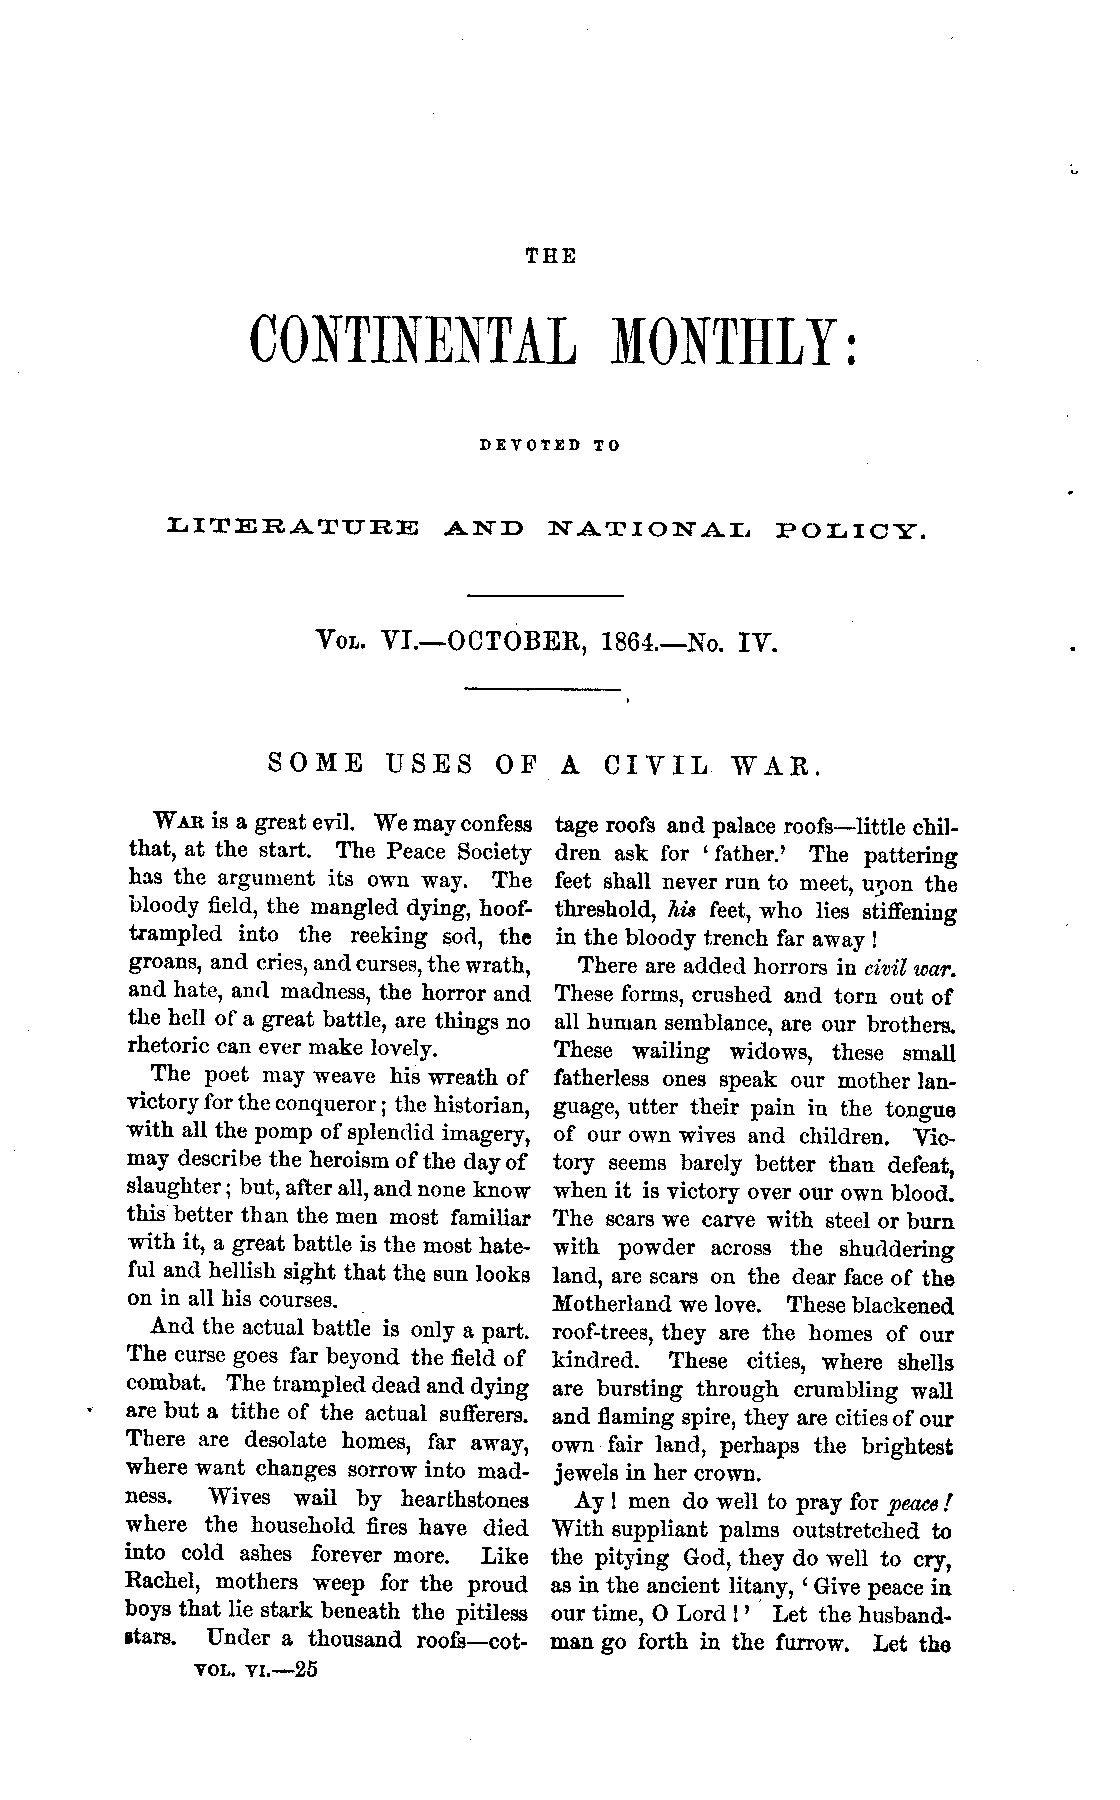 THE
CONTINENTAL MONTHLY:
DEVOTED TO
LITERATURE AND NATIONAL POLICY.
VOL. VI.—OCTOBER, 1864.—No. IV.
SOME USES OF A CIVIL WAR.
WAR is a great evil. We may confess
that, at the start. The Peace Society
has the argument its own way. The
bloody field, the mangled dying, hoof-
trampled into the reeking sod, the
groans, and cries, and curses, the wrath,
and hate, and madness, the horror and
the hell of a great battle, are things no
rhetoric can ever make lovely.
The poet may weave his wreath of
victory for the conqueror; the historian,
with all the pomp of splendid imagery,
may describe the heroism of the day of
slaughter; but, after all, and none know
this better than the men most familiar
with it, a great battle is the most hate-
ful and hellish sight that the sun looks
on in all his courses.
And the actual battle is only a part.
The curse goes far beyond the field of
combat. The trampled dead and dying
are but a tithe of the actual sufferers.
There are desolate homes, far away,
where want changes sorrow into mad-
ness. Wives wail by hearthstones
where the household fires have died
into cold ashes forever more. Like
Rachel, mothers weep for the proud
boys that lie stark beneath the pitiless
stars. Under a thousand roofs—cot-
VOL. VI.—25
tage roofs and palace roofs—little chil-
dren ask for 'father.' The pattering
feet shall never run to meet, upon the
threshold, his feet, who lies stiffening
in the bloody trench far away!
There are added horrors in civil war.
These forms, crushed and torn out of
all human semblance, are our brothers.
These wailing widows, these small
fatherless ones speak our mother lan-
guage, utter their pain in the tongue
of our own wives and children. Vic-
tory seems barely better than defeat,
when it is victory over our own blood.
The scars we carve with steel or burn
with powder across the shuddering
land, are scars on the dear face of the
Motherland we love. These blackened
roof-trees, they are the homes of our
kindred. These cities, where shells
are bursting through crumbling wall
and flaming spire, they are cities of our
own fair land, perhaps the brightest
jewels in her crown.
Ay! men do well to pray for peace!
With suppliant palms outstretched to
the pitying God, they do well to cry,
as in the ancient litany, 'Give peace in
our time, O Lord!' Let the husband-
man go forth in the furrow. Let the